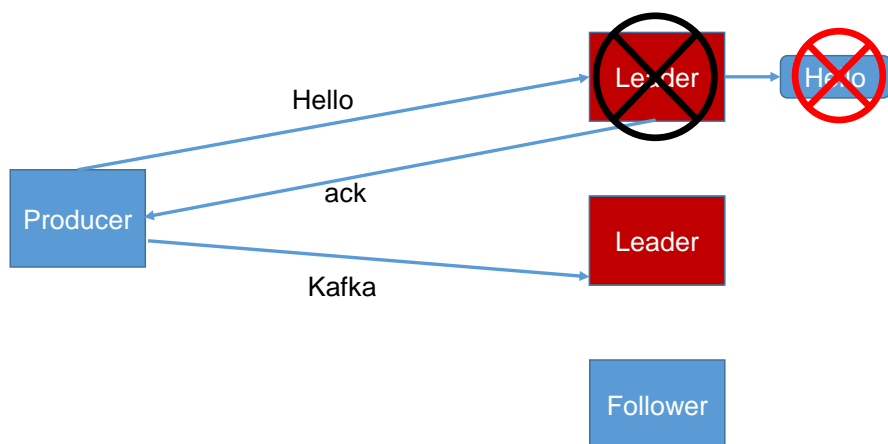 Leader
Hello
Hello
ack
Producer
Leader
Kafka
Follower